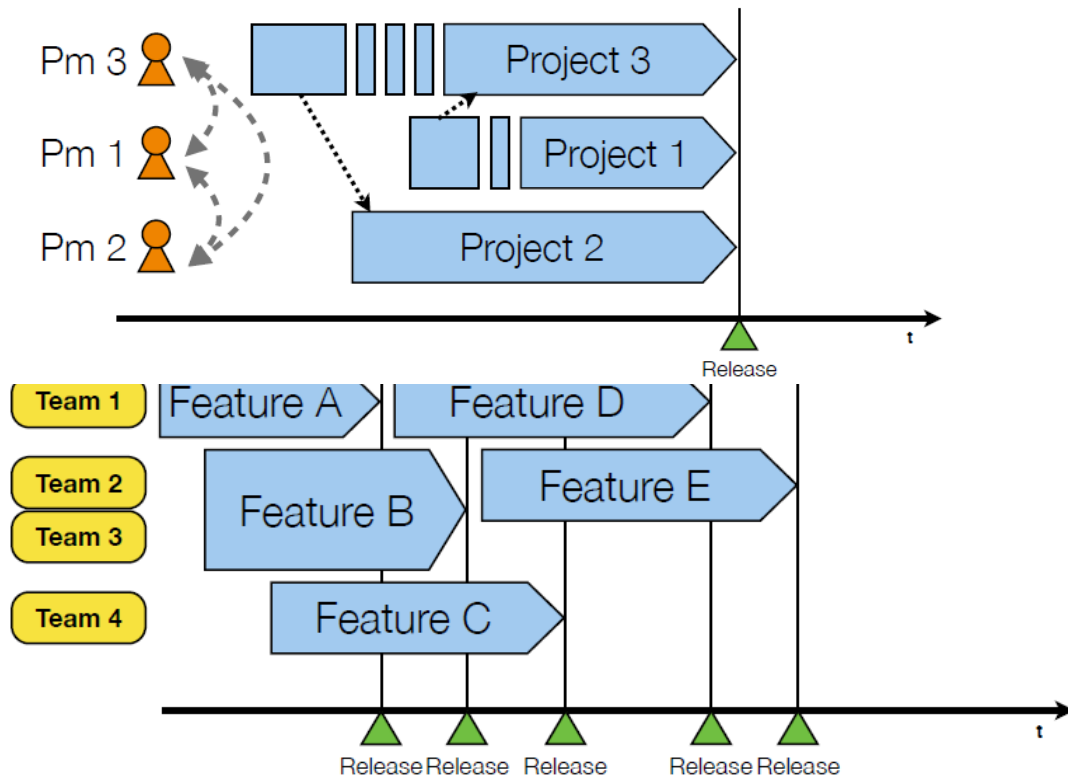 Pm 3
Project 3
Pm 1
Project 1
Pm 2
Project 2
t
Release
Team 1
Feature A
Feature D
Team 2
Feature E
Feature B
Team 3
Team 4
Feature C
t
Release Release Release Release Release